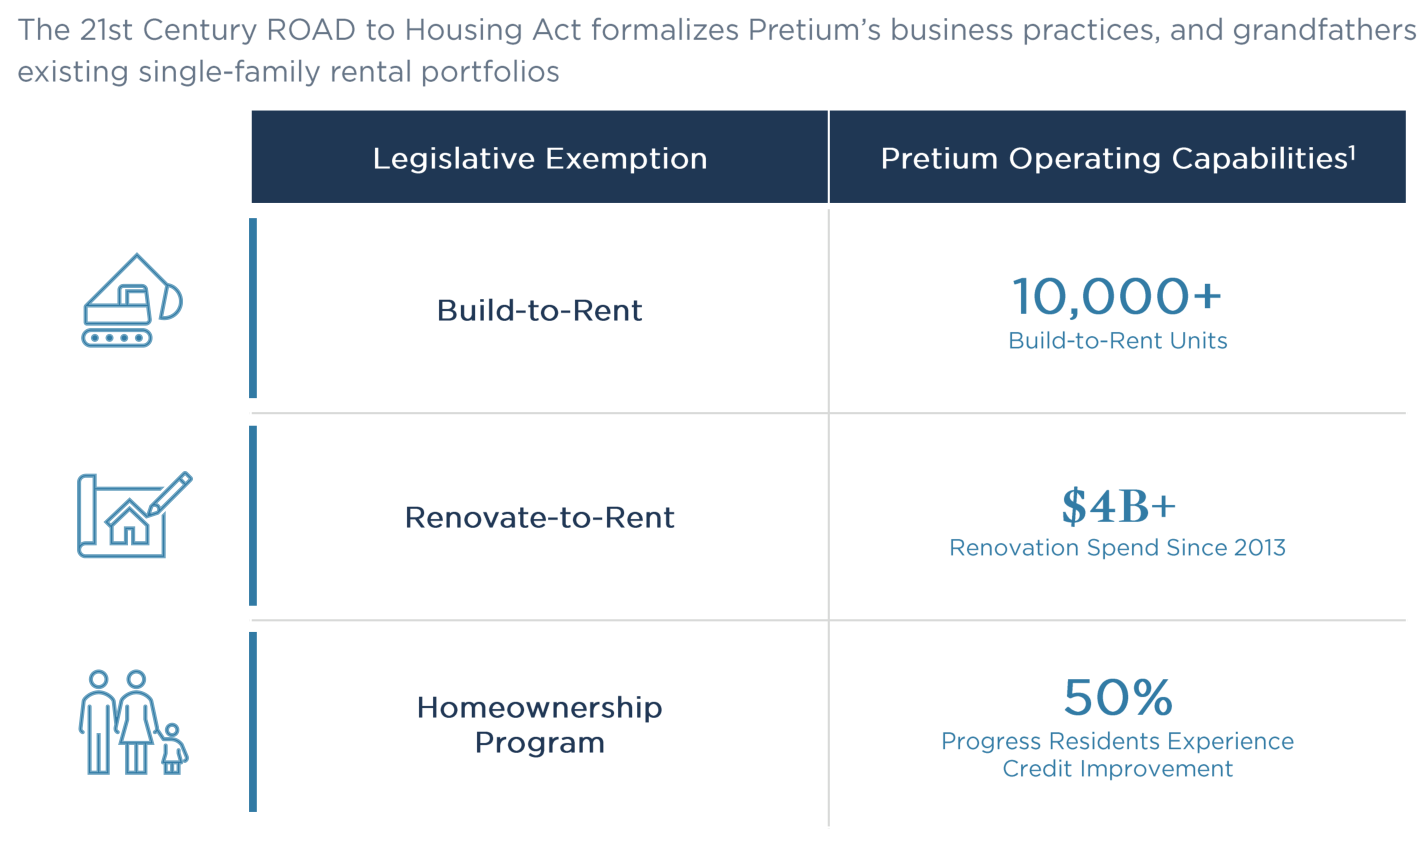 The 21st Century ROAD to Housing Act formalizes Pretium’s business practices, and grandfathers
existing single-family rental portfolios
Legislative Exemption
Pretium Operating Capabilities¹
Build-to-Rent
10,000+
Build-to-Rent Units
Renovate-to-Rent
$4B+
Renovation Spend Since 2013
Homeownership
Program
50%
Progress Residents Experience
Credit Improvement